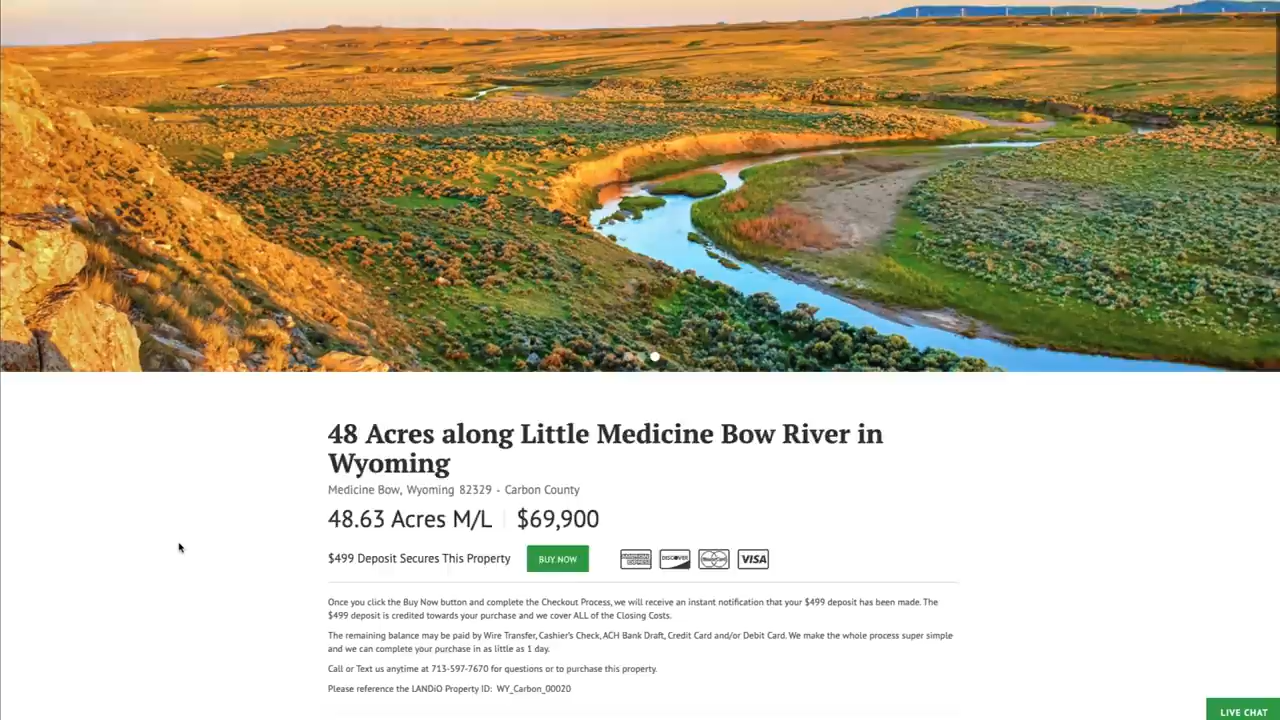 48 Acres along Little Medicine Bow River in
Wyoming
Medicine Bow, Wyoming 82329 - Carbon County
48.63 Acres M/L | $69,900
$499 Deposit Secures This Property
BUY NOW
DISCOVER
MasterCard
VISA
Once you click the Buy Now button and complete the Checkout Process, we will receive an instant notification that your $499 deposit has been made. The
$499 deposit is credited towards your purchase and we cover ALL of the Closing Costs.
The remaining balance may be paid by Wire Transfer, Cashier's Check, ACH Bank Draft, Credit Card and/or Debit Card. We make the whole process super simple
and we can complete your purchase in as little as 1 day.
Call or Text us anytime at 713-597-7670 for questions or to purchase this property.
Please reference the LANDiO Property ID: WY_Carbon_00020
LIVE CHAT